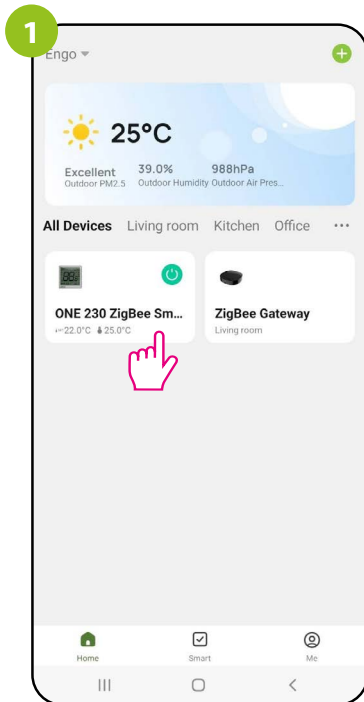 1
Engo
25°C
Excellent 39.0% 988hPa
Outdoor PM2.5 Outdoor Humidity Outdoor Air Pres...
All Devices Living room Kitchen Office ...
ONE 230 ZigBee Sm... ZigBee Gateway
22.0°C 25.0°C Living room
Home Smart Me